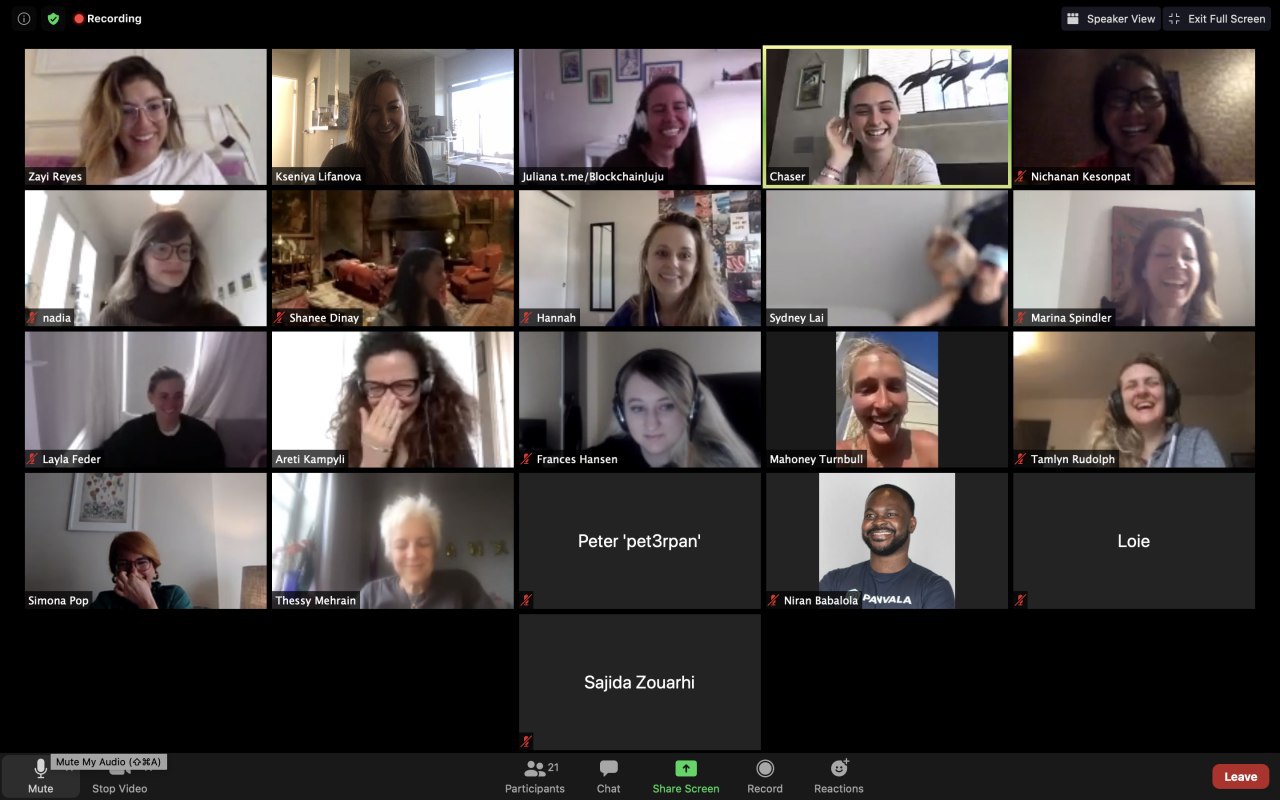 Recording
Speaker View
Exit Full Screen
Zayi Reyes
Kseniya Lifanova
Juliana t.me/BlockchainJuju
Chaser
Nichanan Kesonpat
nadia
Shanee Dinay
Hannah
Sydney Lai
Marina Spindler
Layla Feder
Areti Kampyli
Frances Hansen
Mahoney Turnbull
Tamlyn Rudolph
Simona Pop
Thessy Mehrain
Peter 'pet3rpan'
Niran Babalola
PANVALA
Loie
Sajida Zouarhi
Mute My Audio (⇧⌘A)
21
Mute
Stop Video
Participants
Chat
Share Screen
Record
Reactions
Leave